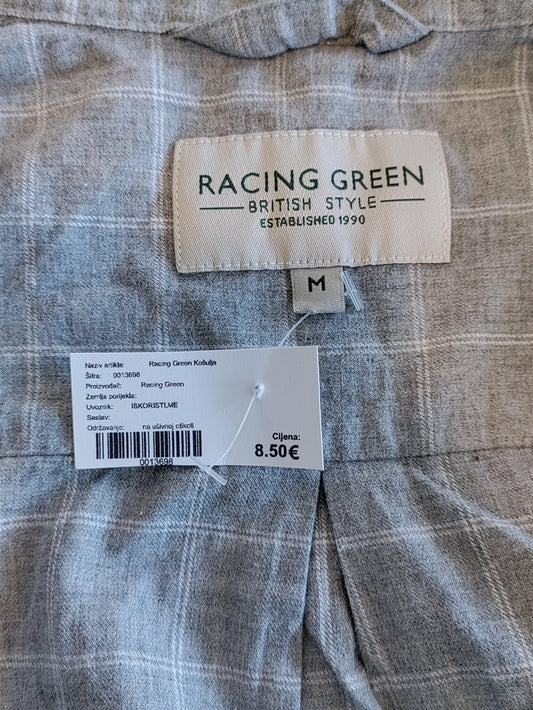 RACING GREEN
BRITISH STYLE
ESTABLISHED 1990
M
Naziv artikla: Racing Green Košulja
Šifra: 0013698
Proizvođač: Racing Green
Zemlja porijekla:
Uvoznik: ISKORISTI.ME
Sastav:
Održavanje: na ušivnoj etiketi
Cijena:
8.50€
0013698